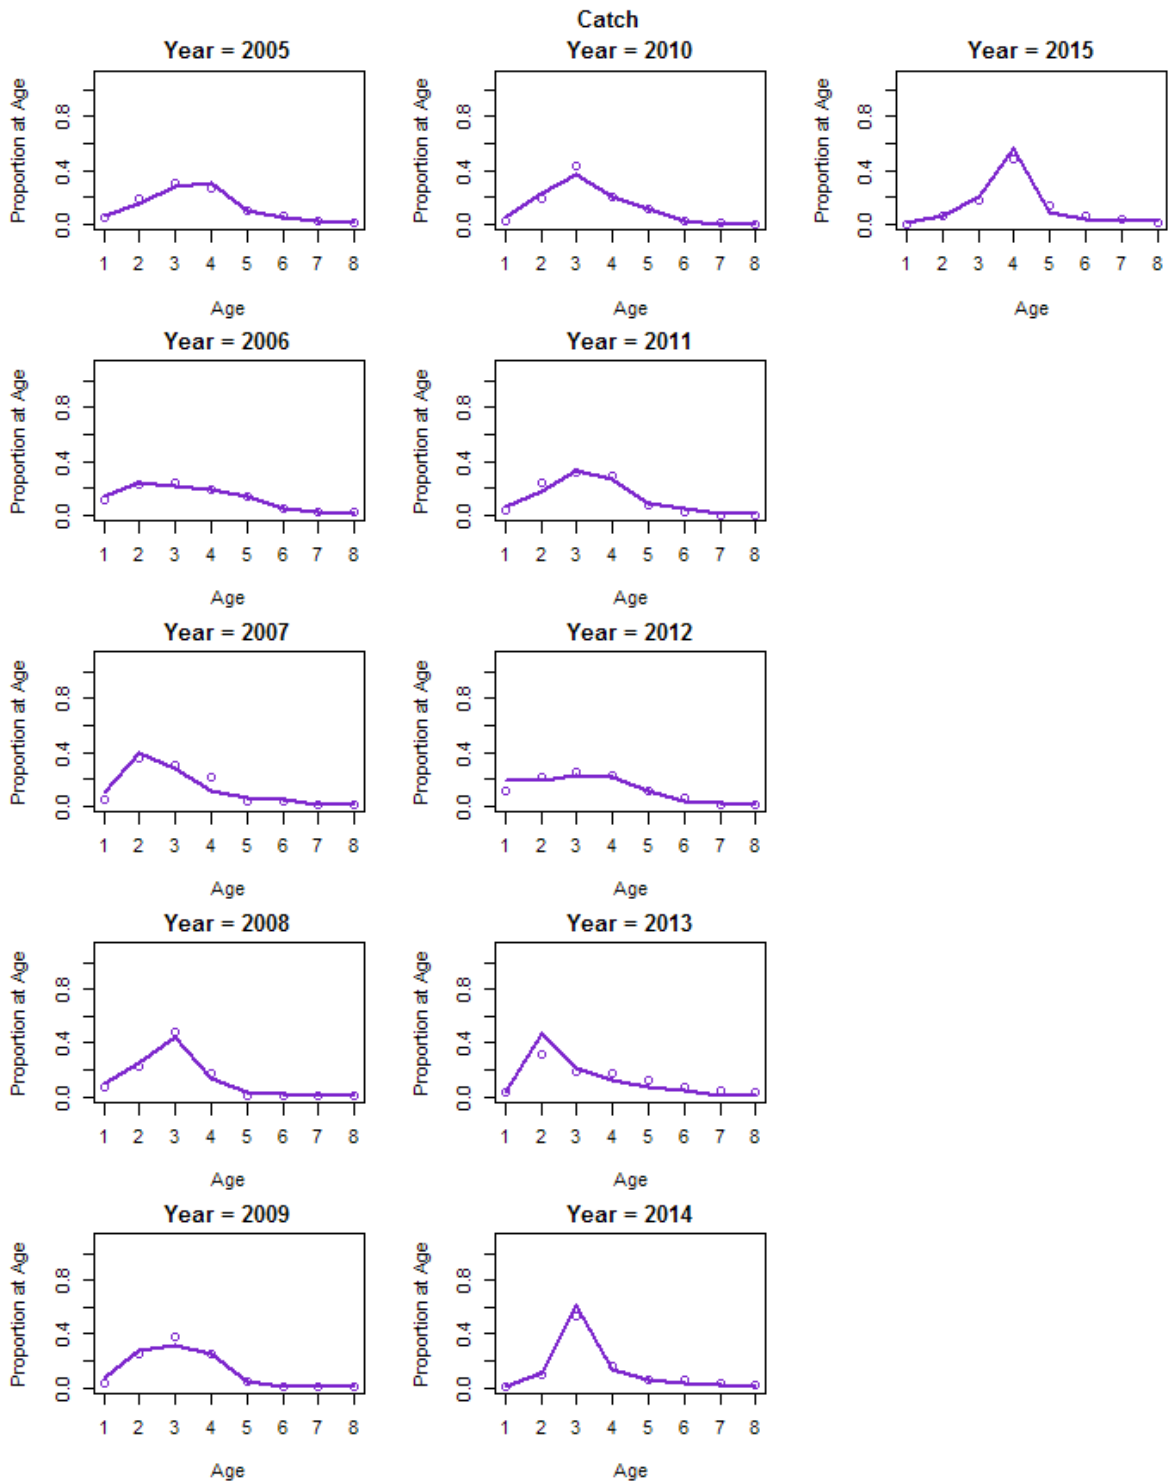 Catch
Year = 2005
Proportion at Age
0.0 0.4 0.8
1 2 3 4 5 6 7 8
Age
Year = 2010
Proportion at Age
0.0 0.4 0.8
1 2 3 4 5 6 7 8
Age
Year = 2015
Proportion at Age
0.0 0.4 0.8
1 2 3 4 5 6 7 8
Age
Year = 2006
Proportion at Age
0.0 0.4 0.8
1 2 3 4 5 6 7 8
Age
Year = 2011
Proportion at Age
0.0 0.4 0.8
1 2 3 4 5 6 7 8
Age
Year = 2007
Proportion at Age
0.0 0.4 0.8
1 2 3 4 5 6 7 8
Age
Year = 2012
Proportion at Age
0.0 0.4 0.8
1 2 3 4 5 6 7 8
Age
Year = 2008
Proportion at Age
0.0 0.4 0.8
1 2 3 4 5 6 7 8
Age
Year = 2013
Proportion at Age
0.0 0.4 0.8
1 2 3 4 5 6 7 8
Age
Year = 2009
Proportion at Age
0.0 0.4 0.8
1 2 3 4 5 6 7 8
Age
Year = 2014
Proportion at Age
0.0 0.4 0.8
1 2 3 4 5 6 7 8
Age